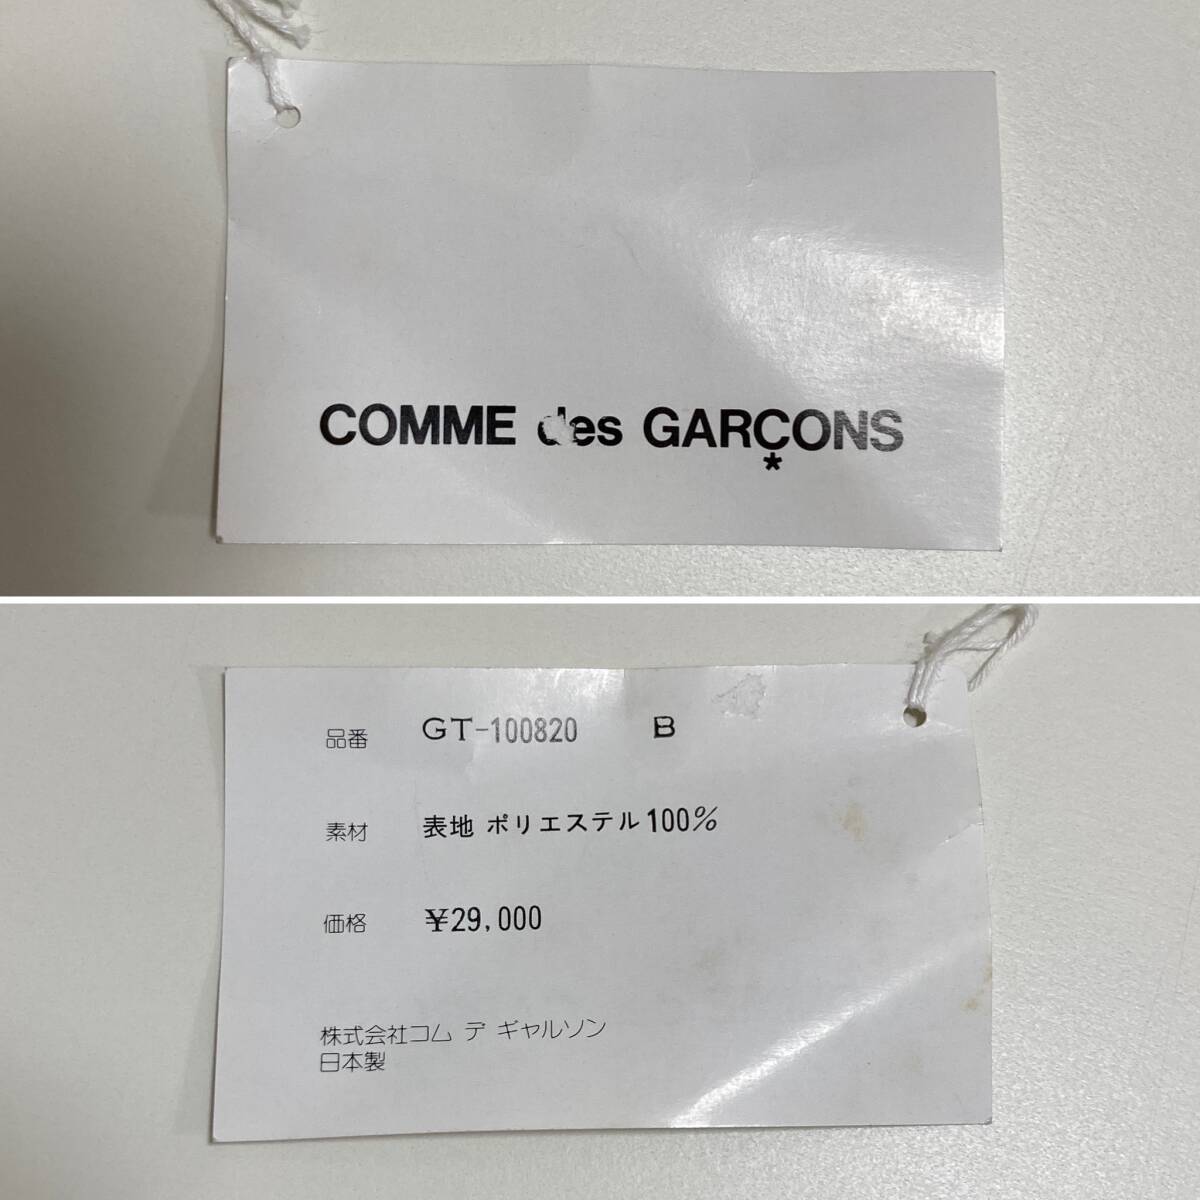 COMME des GARÇONS
*
品番 GT-100820 B
素材 表地 ポリエステル100%
価格 ¥29,000
株式会社コム デ ギャルソン
日本製